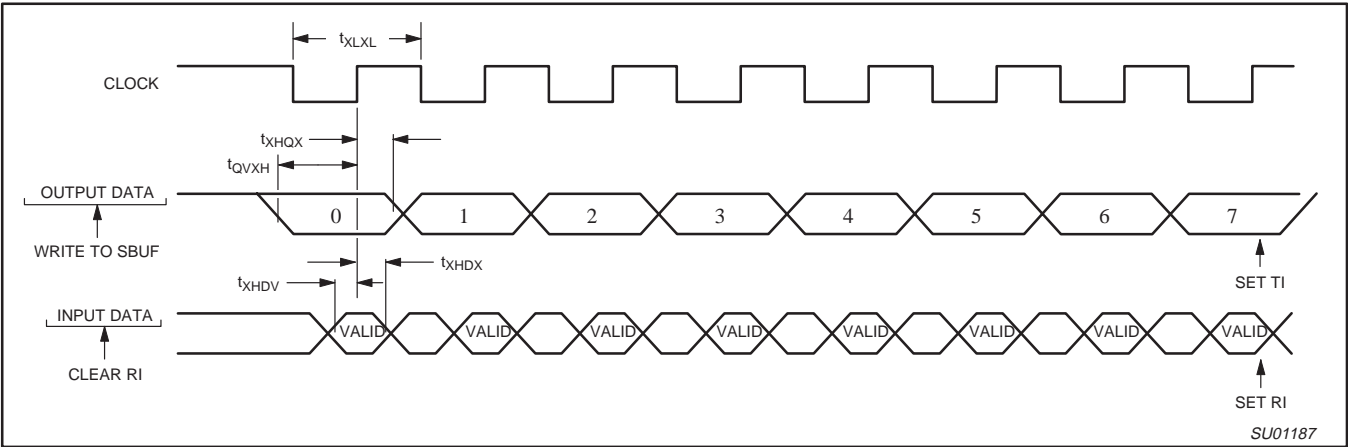 tXLXL
CLOCK
tXHQX
tQVXH
OUTPUT DATA
0 1 2 3 4 5 6 7
WRITE TO SBUF
tXHDX
SET TI
tXHDV
INPUT DATA
VALID VALID VALID VALID VALID VALID VALID VALID
CLEAR RI
SET RI
SU01187